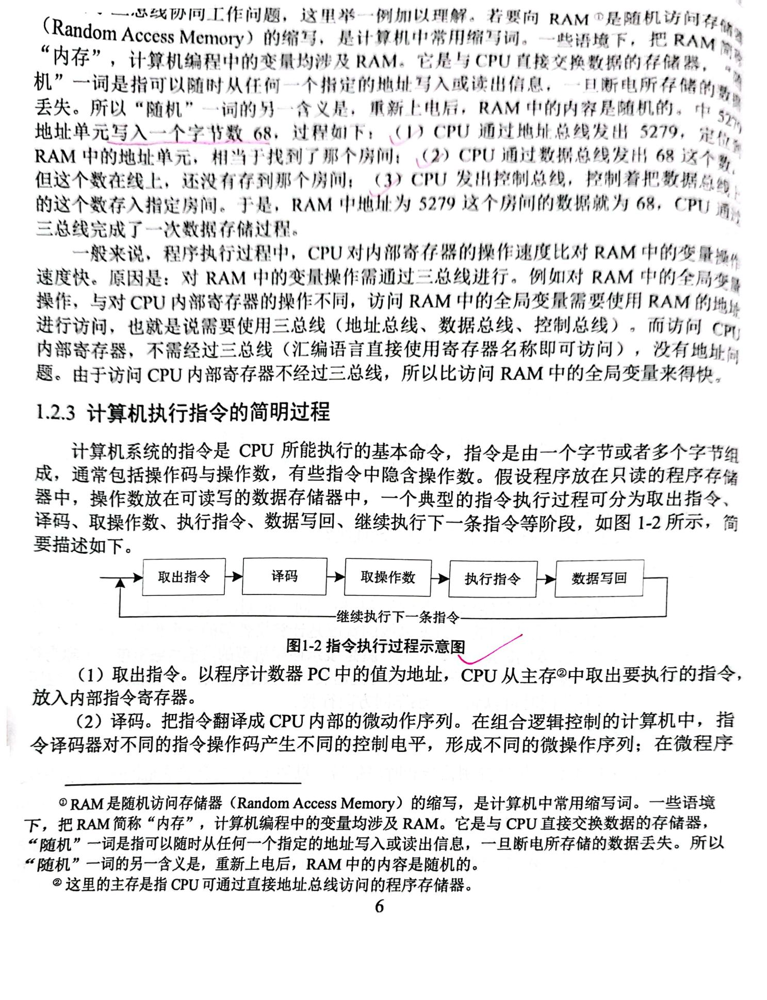 三总线协同工作问题，这里举一例加以理解。若要向 RAM①是随机访问存储器
（Random Access Memory）的缩写，是计算机中常用缩写词。一些语境下，把 RAM 简称
“内存”，计算机编程中的变量均涉及 RAM。它是与 CPU 直接交换数据的存储器，“随
机”一词是指可以随时从任何一个指定的地址写入或读出信息，一旦断电所存储的数据
丢失。所以“随机”一词的另一含义是，重新上电后，RAM 中的内容是随机的。中 5279
地址单元写入一个字节数 68，过程如下：（1）CPU 通过地址总线发出 5279，定位到
RAM 中的地址单元，相当于找到了那个房间；（2）CPU 通过数据总线发出 68 这个数，
但这个数在线上，还没有存到那个房间；（3）CPU 发出控制总线，控制着把数据总线上
的这个数存入指定房间。于是，RAM 中地址为 5279 这个房间的数据就为 68，CPU 通过
三总线完成了一次数据存储过程。
一般来说，程序执行过程中，CPU 对内部寄存器的操作速度比对 RAM 中的变量操作
速度快。原因是：对 RAM 中的变量操作需通过三总线进行。例如对 RAM 中的全局变量
操作，与对 CPU 内部寄存器的操作不同，访问 RAM 中的全局变量需要使用 RAM 的地址
进行访问，也就是说需要使用三总线（地址总线、数据总线、控制总线）。而访问 CPU
内部寄存器，不需经过三总线（汇编语言直接使用寄存器名称即可访问），没有地址问
题。由于访问 CPU 内部寄存器不经过三总线，所以比访问 RAM 中的全局变量来得快。
1.2.3 计算机执行指令的简明过程
计算机系统的指令是 CPU 所能执行的基本命令，指令是由一个字节或者多个字节组
成，通常包括操作码与操作数，有些指令中隐含操作数。假设程序放在只读的程序存储
器中，操作数放在可读写的数据存储器中，一个典型的指令执行过程可分为取出指令、
译码、取操作数、执行指令、数据写回、继续执行下一条指令等阶段，如图 1-2 所示，简
要描述如下。
取出指令 译码 取操作数 执行指令 数据写回
继续执行下一条指令
图1-2 指令执行过程示意图
（1）取出指令。以程序计数器 PC 中的值为地址，CPU 从主存②中取出要执行的指令，
放入内部指令寄存器。
（2）译码。把指令翻译成 CPU 内部的微动作序列。在组合逻辑控制的计算机中，指
令译码器对不同的指令操作码产生不同的控制电平，形成不同的微操作序列；在微程序
① RAM 是随机访问存储器（Random Access Memory）的缩写，是计算机中常用缩写词。一些语境
下，把 RAM 简称“内存”，计算机编程中的变量均涉及 RAM。它是与 CPU 直接交换数据的存储器，
“随机”一词是指可以随时从任何一个指定的地址写入或读出信息，一旦断电所存储的数据丢失。所以
“随机”一词的另一含义是，重新上电后，RAM 中的内容是随机的。
② 这里的主存是指 CPU 可通过直接地址总线访问的程序存储器。
6